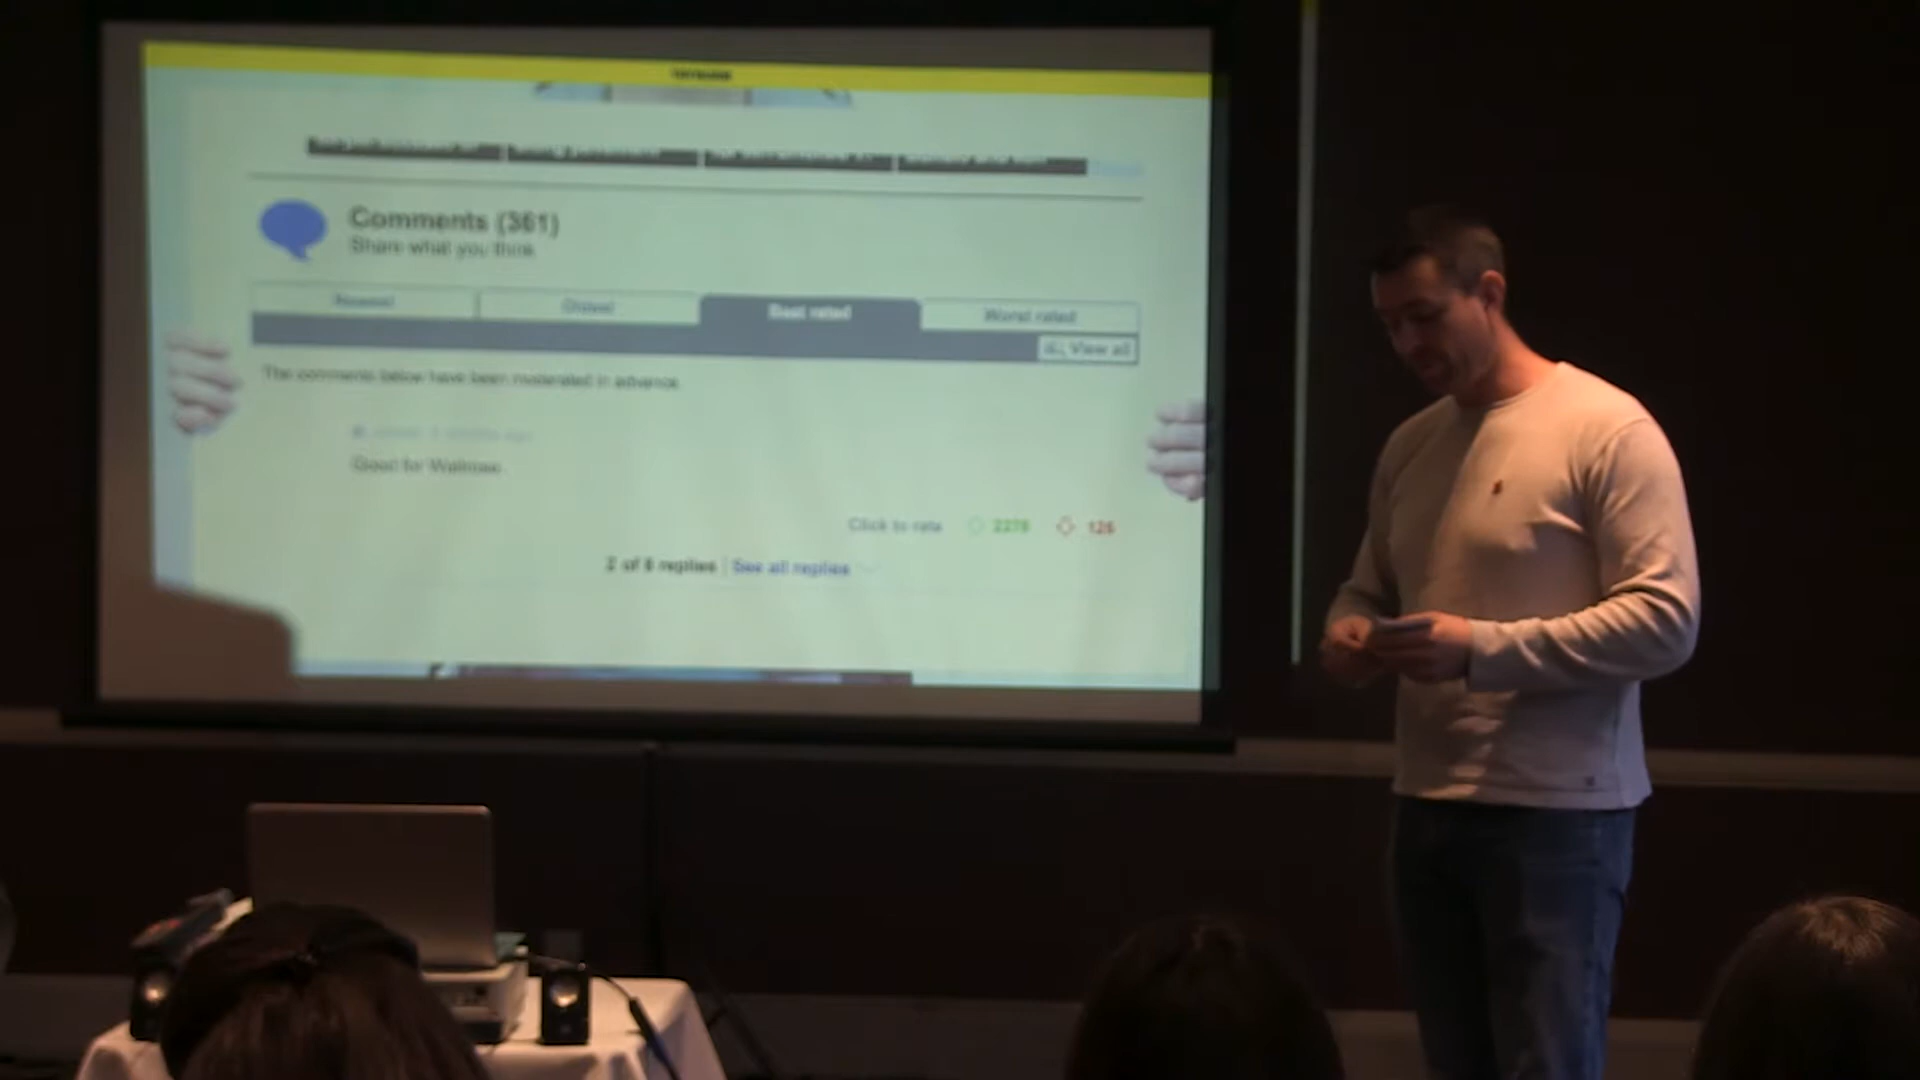 Comments (361)
Share what you think
Newest
Oldest
Best rated
Worst rated
View all
The comments below have been moderated in advance.
Good for Waitrose.
Click to rate 2278 126
2 of 6 replies | See all replies